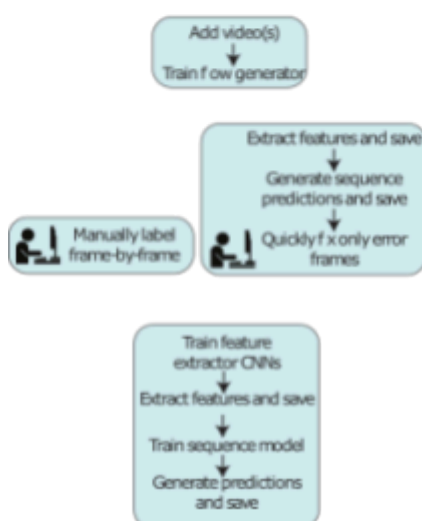 Add video(s)
Train f ow generator
Extract features and save
Generate sequence
predictions and save
Quickly f x only error
frames
Manually label
frame-by-frame
Train feature
extractor CNNs
Extract features and save
Train sequence model
Generate predictions
and save